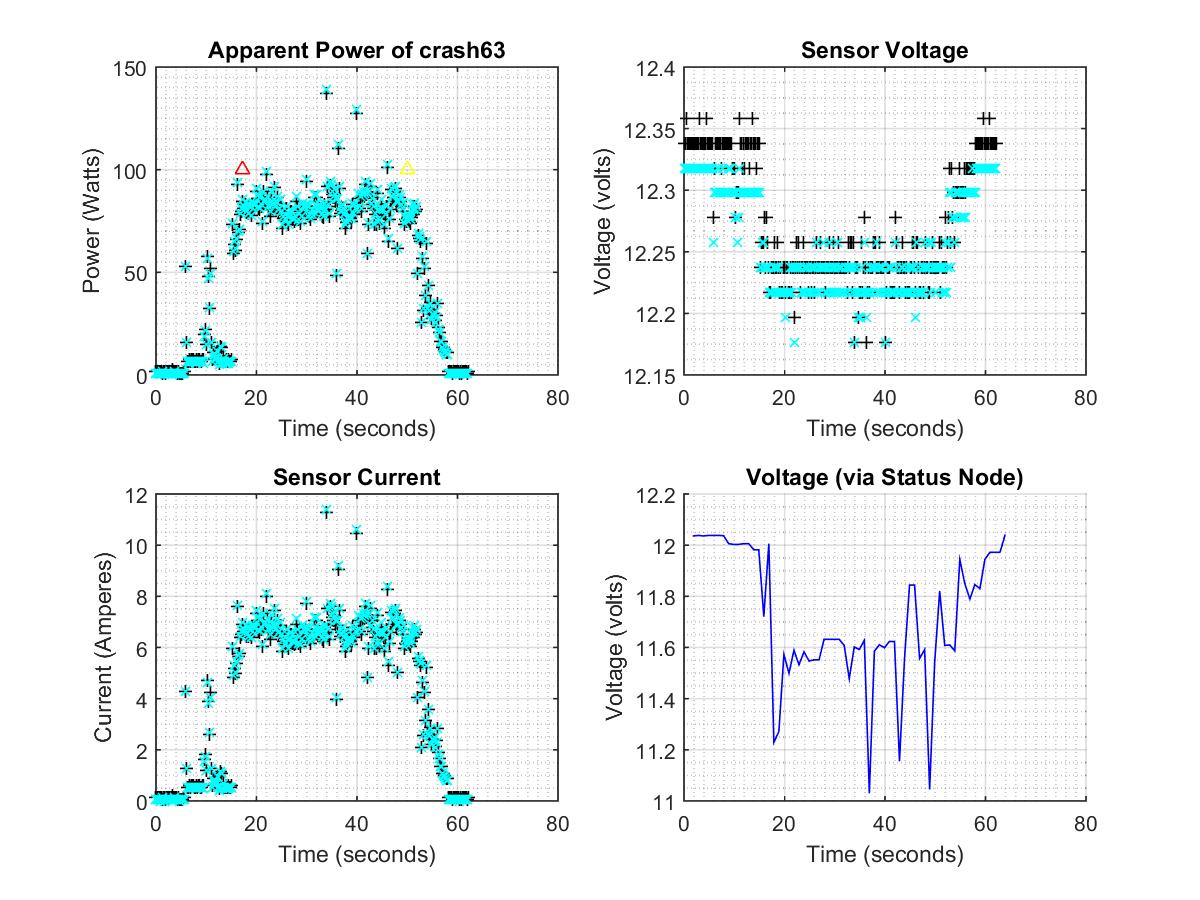 Apparent Power of crash63
150
100
50
0
0 20 40 60 80
Power (Watts)
Time (seconds)
Sensor Voltage
12.4
12.35
12.3
12.25
12.2
12.15
0 20 40 60 80
Voltage (volts)
Time (seconds)
Sensor Current
12
10
8
6
4
2
0
0 20 40 60 80
Current (Amperes)
Time (seconds)
Voltage (via Status Node)
12.2
12
11.8
11.6
11.4
11.2
11
0 20 40 60 80
Voltage (volts)
Time (seconds)